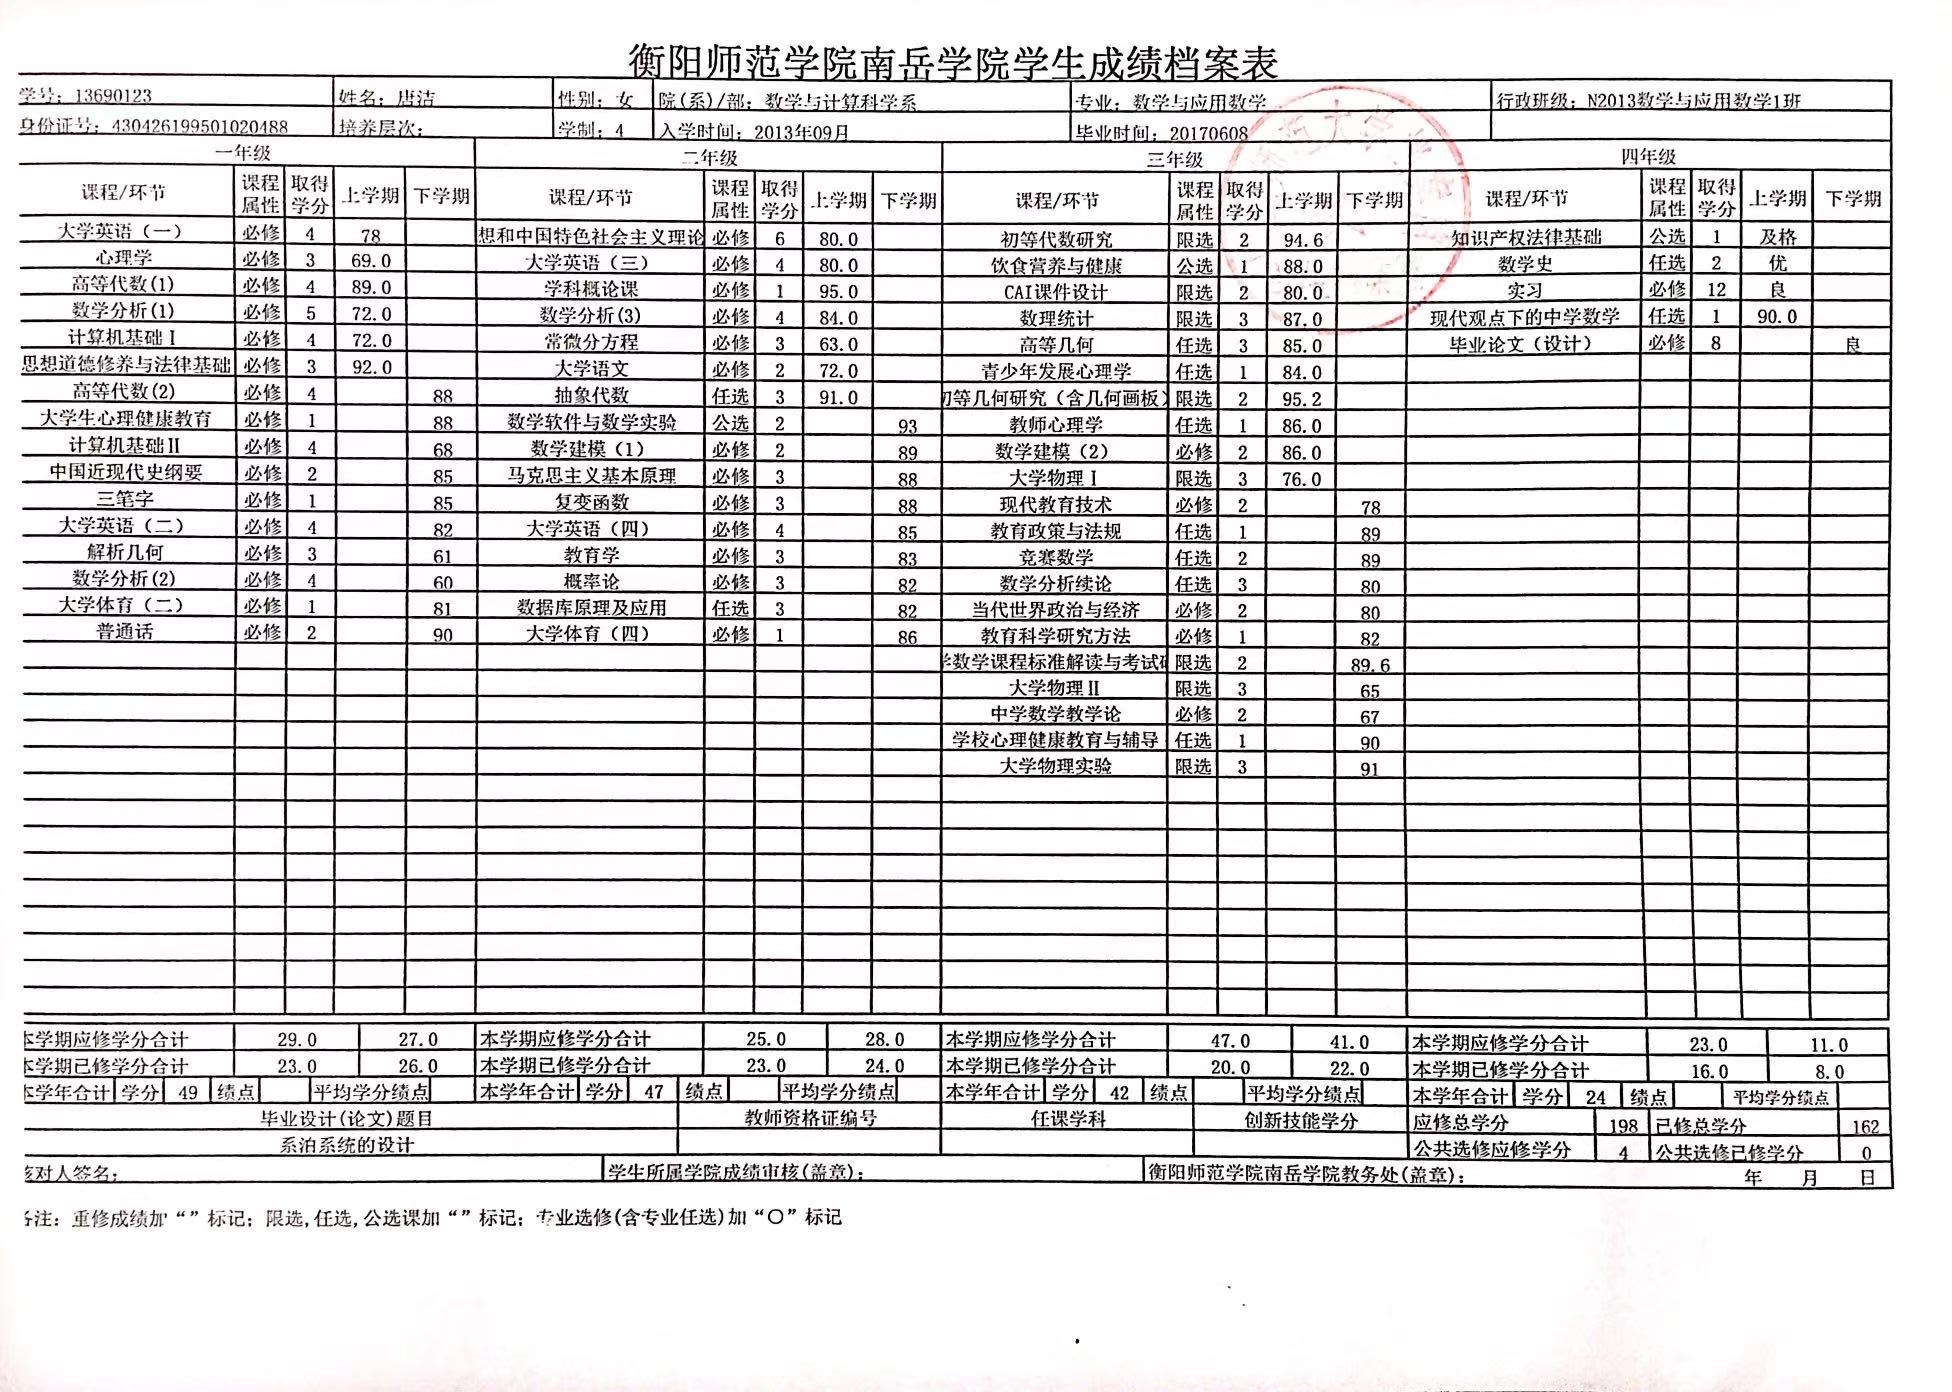 衡阳师范学院南岳学院学生成绩档案表
学号: 13690123 姓名: 唐洁 性别: 女 院(系)/部: 数学与计算科学系 专业: 数学与应用数学 行政班级: N2013数学与应用数学1班
身份证号: 430426199501020488 培养层次: 学制: 4 入学时间: 2013年09月 毕业时间: 20170608
一年级 二年级 三年级 四年级
课程/环节 课程属性 取得学分 上学期 下学期 课程/环节 课程属性 取得学分 上学期 下学期 课程/环节 课程属性 取得学分 上学期 下学期 课程/环节 课程属性 取得学分 上学期 下学期
大学英语（一） 必修 4 78 想和中国特色社会主义理论 必修 6 80.0 初等代数研究 限选 2 94.6 知识产权法律基础 公选 1 及格
心理学 必修 3 69.0 大学英语（三） 必修 4 80.0 饮食营养与健康 公选 1 88.0 数学史 任选 2 优
高等代数(1) 必修 4 89.0 学科概论课 必修 1 95.0 CAI课件设计 限选 2 80.0 实习 必修 12 良
数学分析(1) 必修 5 72.0 数学分析(3) 必修 4 84.0 数理统计 限选 3 87.0 现代观点下的中学数学 任选 1 90.0
计算机基础Ⅰ 必修 4 72.0 常微分方程 必修 3 63.0 高等几何 任选 3 85.0 毕业论文（设计） 必修 8 良
思想道德修养与法律基础 必修 3 92.0 大学语文 必修 2 72.0 青少年发展心理学 任选 1 84.0
高等代数(2) 必修 4 88 抽象代数 任选 3 91.0 等几何研究（含几何画板） 限选 2 95.2
大学生心理健康教育 必修 1 88 数学软件与数学实验 公选 2 93 教师心理学 任选 1 86.0
计算机基础Ⅱ 必修 4 68 数学建模（1） 必修 2 89 数学建模（2） 必修 2 86.0
中国近现代史纲要 必修 2 85 马克思主义基本原理 必修 3 88 大学物理Ⅰ 限选 3 76.0
三笔字 必修 1 85 复变函数 必修 3 88 现代教育技术 必修 2 78
大学英语（二） 必修 4 82 大学英语（四） 必修 4 85 教育政策与法规 任选 1 89
解析几何 必修 3 61 教育学 必修 3 83 竞赛数学 任选 2 89
数学分析(2) 必修 4 60 概率论 必修 3 82 数学分析续论 任选 3 80
大学体育（二） 必修 1 81 数据库原理及应用 任选 3 82 当代世界政治与经济 必修 2 80
普通话 必修 2 90 大学体育（四） 必修 1 86 教育科学研究方法 必修 1 82
数学课程标准解读与考试 限选 2 89.6
大学物理Ⅱ 限选 3 65
中学数学教学论 必修 2 67
学校心理健康教育与辅导 任选 1 90
大学物理实验 限选 3 91
本学期应修学分合计 29.0 27.0 本学期应修学分合计 25.0 28.0 本学期应修学分合计 47.0 41.0 本学期应修学分合计 23.0 11.0
本学期已修学分合计 23.0 26.0 本学期已修学分合计 23.0 24.0 本学期已修学分合计 20.0 22.0 本学期已修学分合计 16.0 8.0
本学年合计 学分 49 绩点 平均学分绩点 本学年合计 学分 47 绩点 平均学分绩点 本学年合计 学分 42 绩点 平均学分绩点 本学年合计 学分 24 绩点 平均学分绩点
毕业设计(论文)题目 教师资格证编号 任课学科 创新技能学分 应修总学分 198 已修总学分 162
系泊系统的设计 公共选修应修学分 4 公共选修已修学分 0
核对人签名: 学生所属学院成绩审核(盖章): 衡阳师范学院南岳学院教务处(盖章): 年 月 日
备注: 重修成绩加“”标记; 限选,任选,公选课加“”标记; 专业选修(含专业任选)加“○”标记